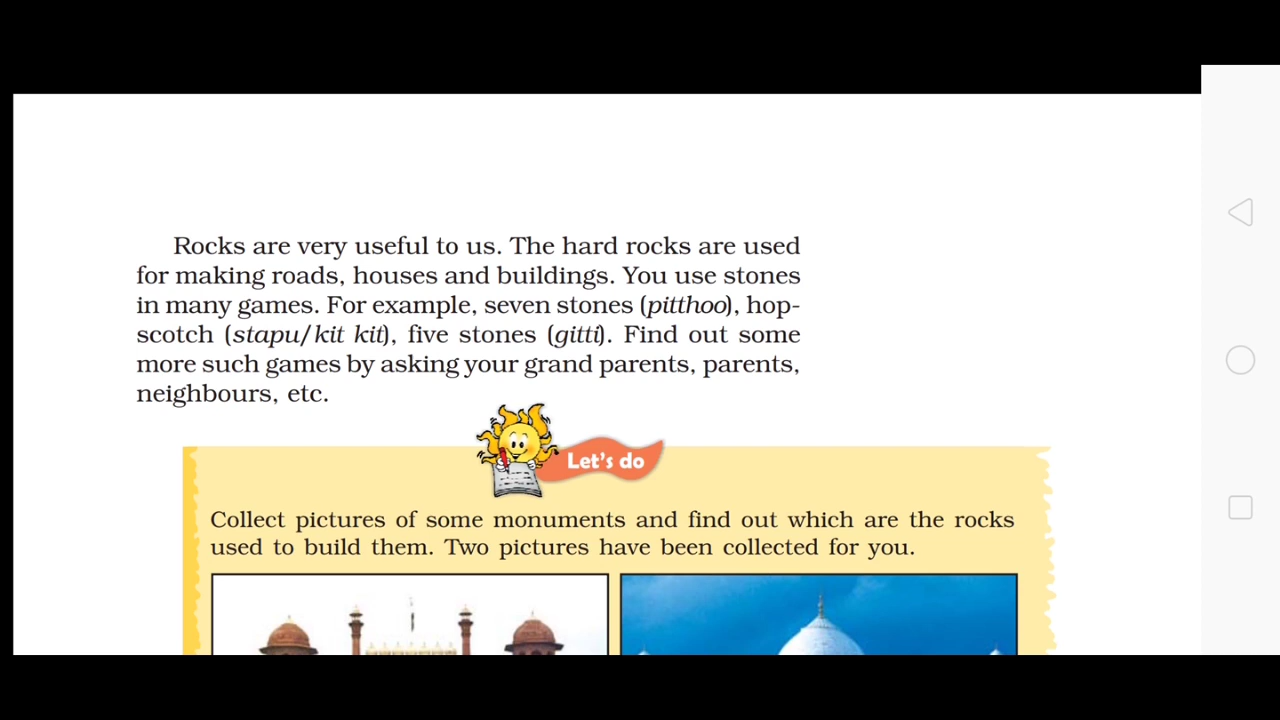 Rocks are very useful to us. The hard rocks are used
for making roads, houses and buildings. You use stones
in many games. For example, seven stones (pitthoo), hop-
scotch (stapu/kit kit), five stones (gitti). Find out some
more such games by asking your grand parents, parents,
neighbours, etc.
Let's do
Collect pictures of some monuments and find out which are the rocks
used to build them. Two pictures have been collected for you.